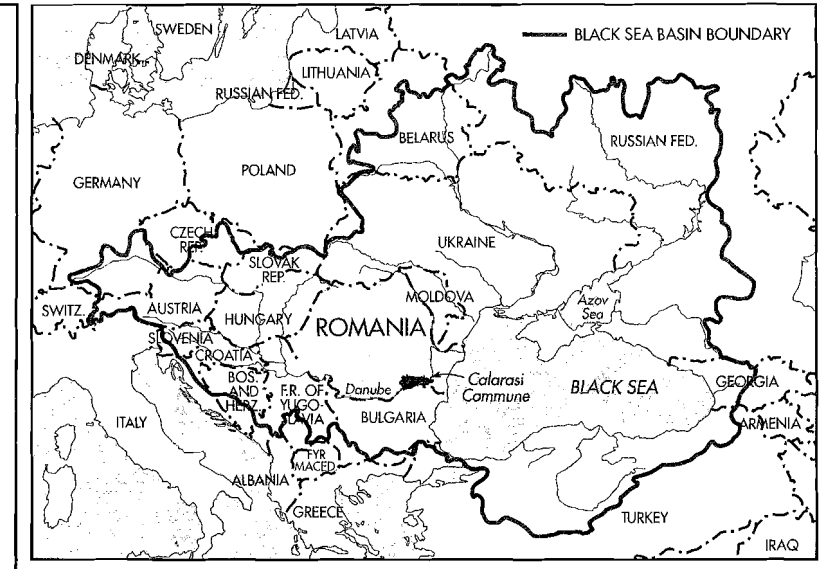 BLACK SEA BASIN BOUNDARY
SWEDEN
LATVIA
DENMARK
LITHUANIA
RUSSIAN FED.
BELARUS
RUSSIAN FED.
GERMANY
POLAND
CZECH
REP.
UKRAINE
SLOVAK
REP.
MOLDOVA
Azov
Sea
SWITZ.
AUSTRIA
HUNGARY
ROMANIA
SLOVENIA
CROATIA
BOS.
AND
HERZ.
F.R. OF
YUGO-
SLAVIA
Danube
Calarasi
Commune
BLACK SEA
GEORGIA
ITALY
BULGARIA
ARMENIA
FYR
MACED.
ALBANIA
GREECE
TURKEY
IRAQ